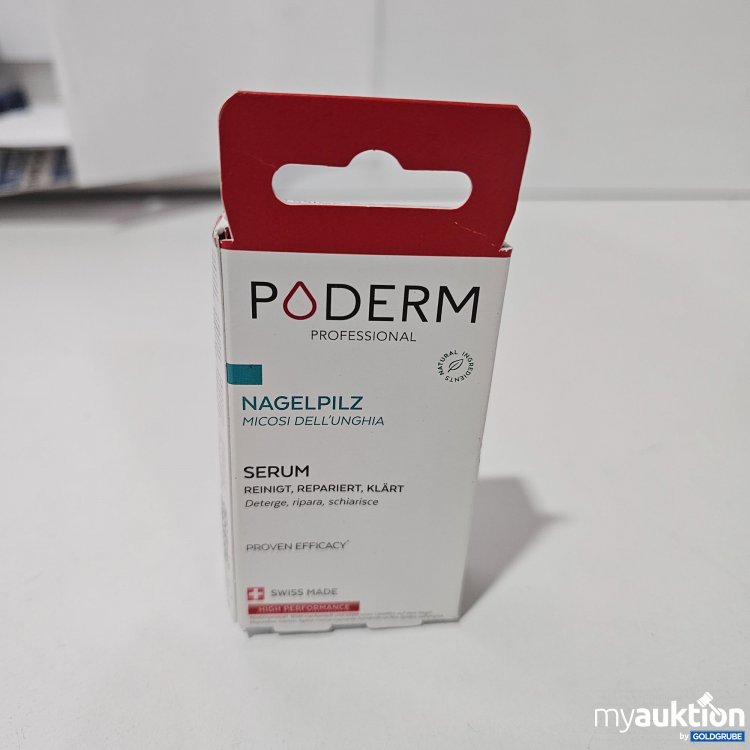 PODERM
PROFESSIONAL
NATURAL INGREDIENTS
NAGELPILZ
MICOSI DELL'UNGHIA
SERUM
REINIGT, REPARIERT, KLÄRT
Deterge, ripara, schiarisce
PROVEN EFFICACY*
SWISS MADE
HIGH PERFORMANCE
myauktion
by GOLDGRUBE